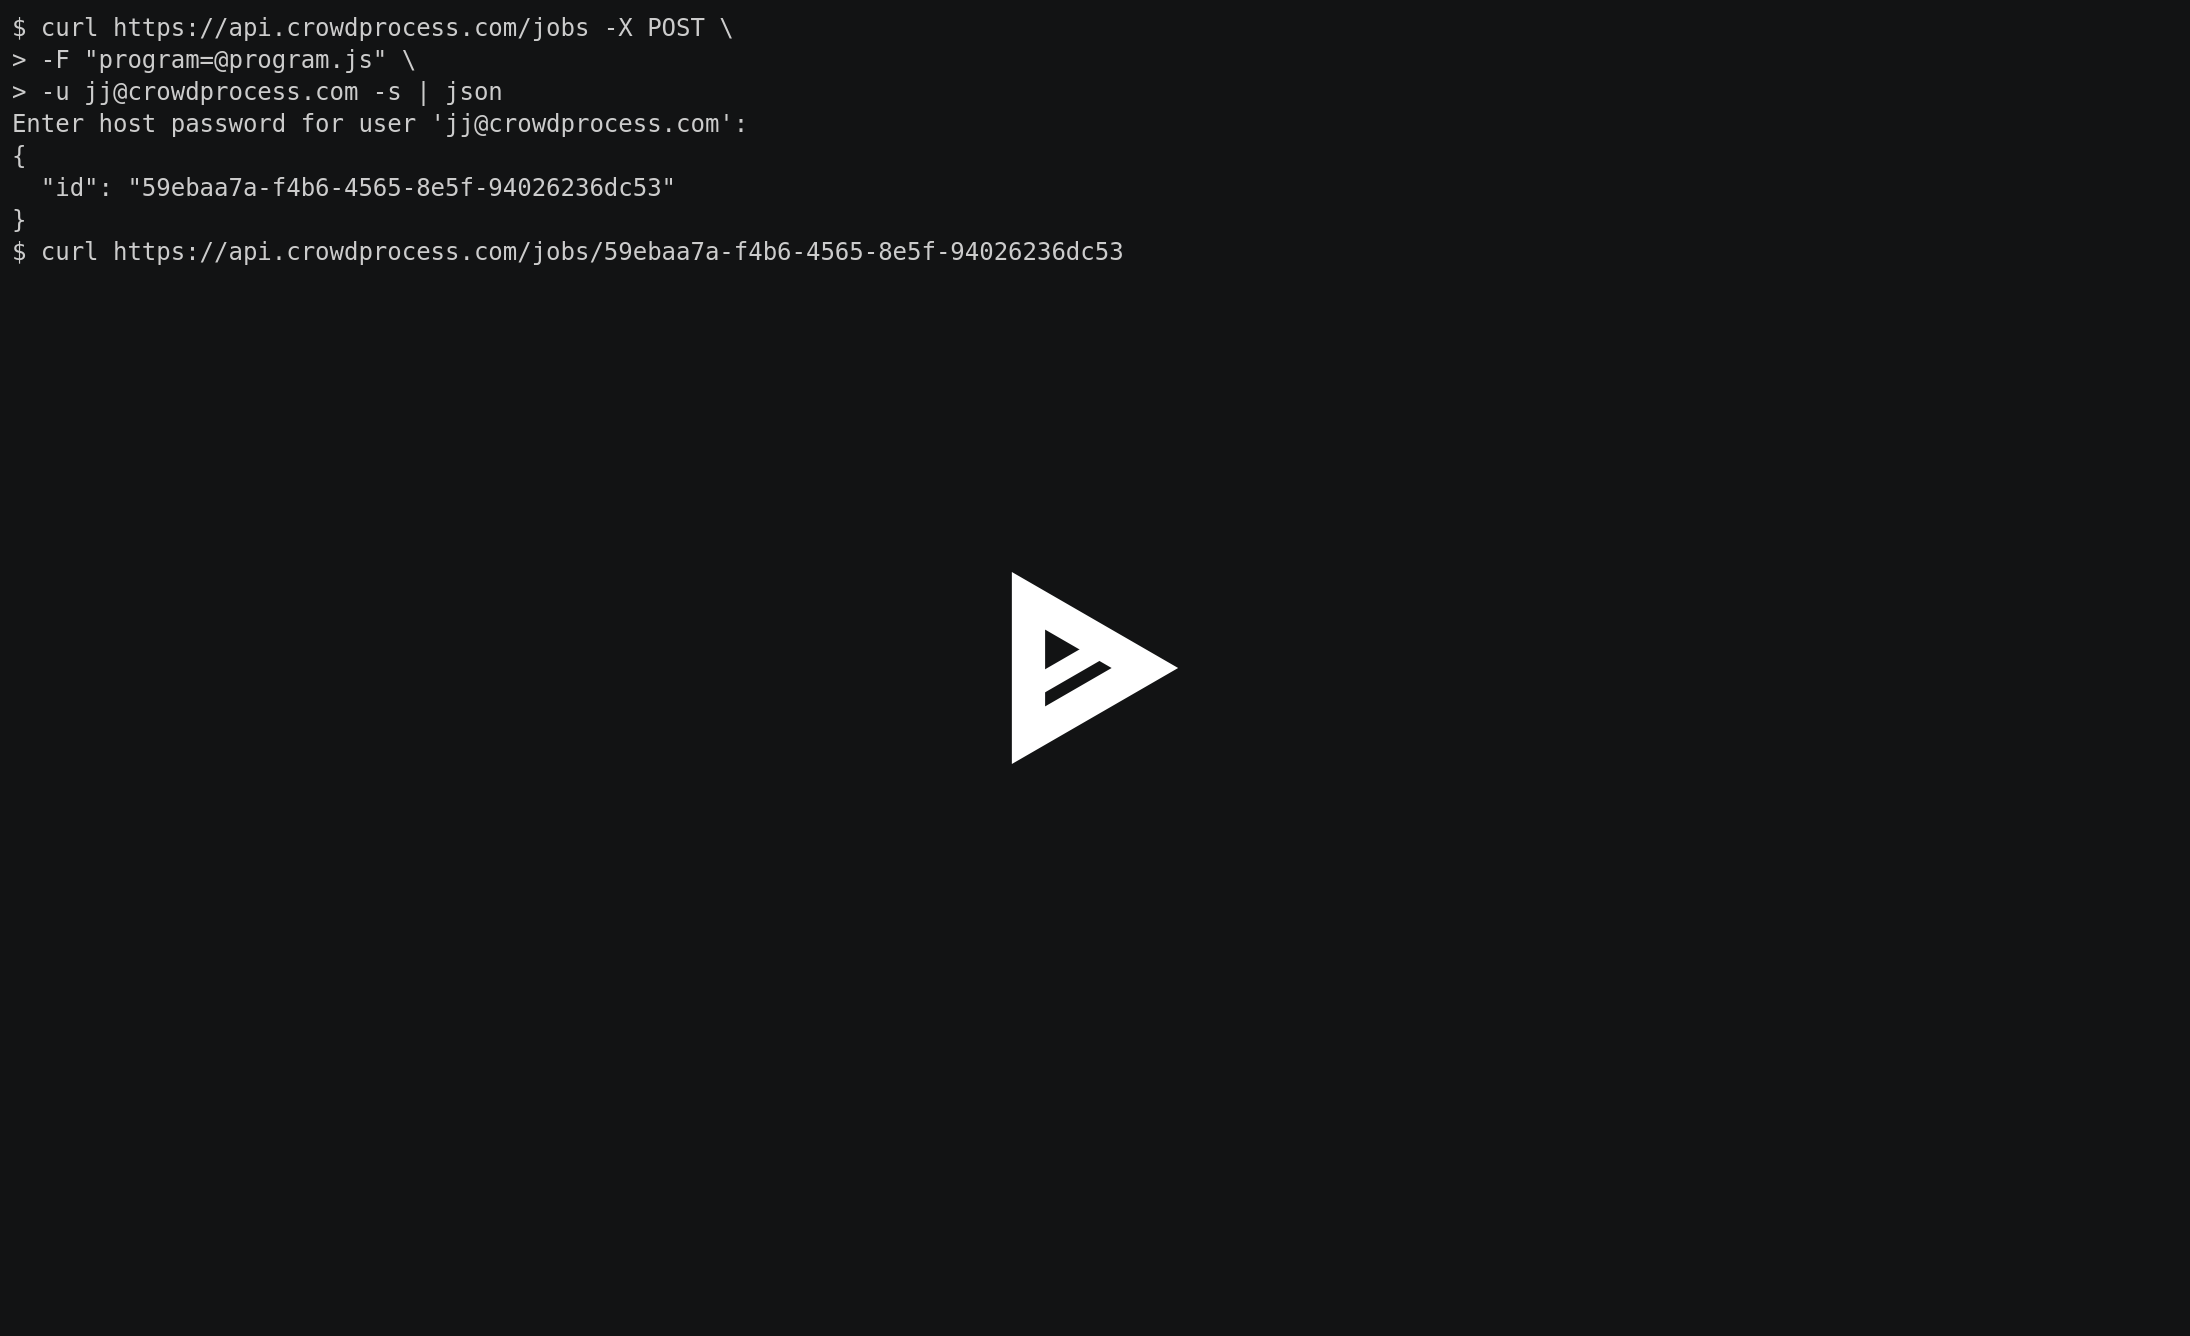 $ curl https://api.crowdprocess.com/jobs -X POST \
> -F "program=@program.js" \
> -u jj@crowdprocess.com -s | json
Enter host password for user 'jj@crowdprocess.com':
{
  "id": "59ebaa7a-f4b6-4565-8e5f-94026236dc53"
}
$ curl https://api.crowdprocess.com/jobs/59ebaa7a-f4b6-4565-8e5f-94026236dc53